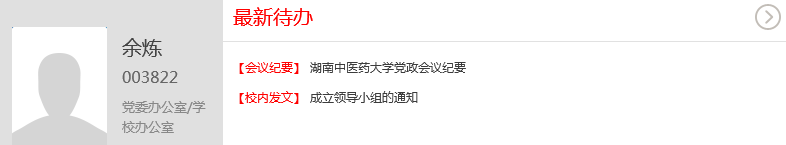 余炼
003822
党委办公室/学
校办公室
最新待办
【会议纪要】 湖南中医药大学党政会议纪要
【校内发文】 成立领导小组的通知